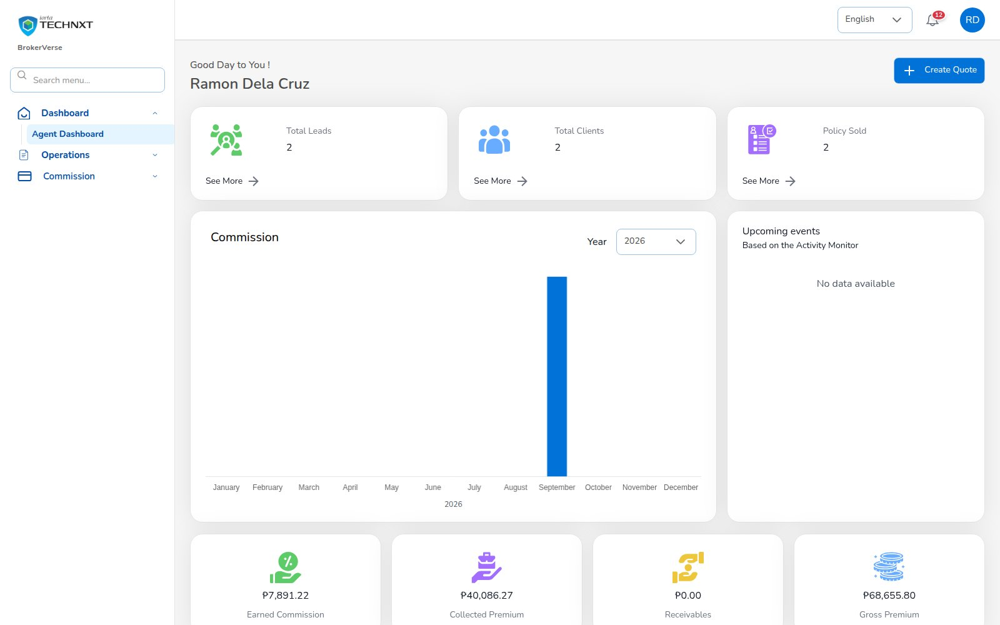 iorta
TECHNXT
BrokerVerse
Search menu...
Dashboard
Agent Dashboard
Operations
Commission
English
12
RD
Good Day to You !
Ramon Dela Cruz
Create Quote
Total Leads
2
See More
Total Clients
2
See More
Policy Sold
2
See More
Commission
Year
2026
January February March April May June July August September October November December
2026
Upcoming events
Based on the Activity Monitor
No data available
₱7,891.22
Earned Commission
₱40,086.27
Collected Premium
₱0.00
Receivables
₱68,655.80
Gross Premium